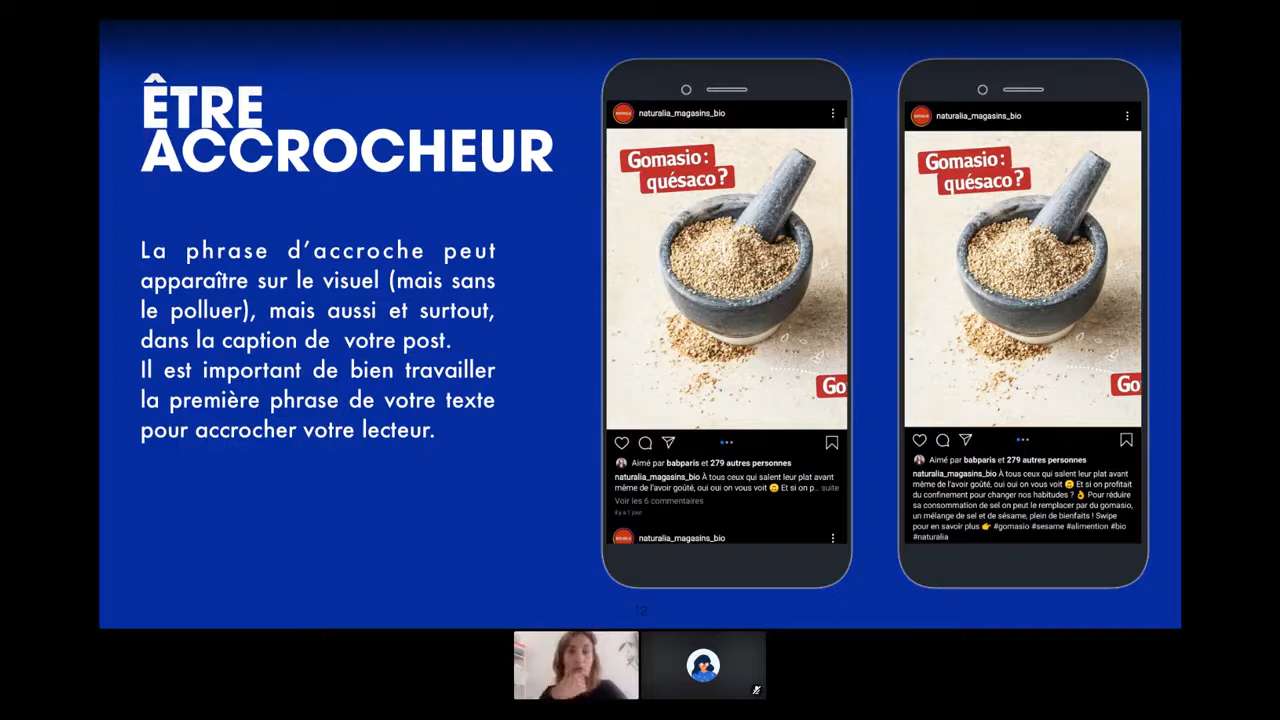 ÊTRE
ACCROCHEUR
La phrase d'accroche peut
apparaître sur le visuel (mais sans
le polluer), mais aussi et surtout,
dans la caption de votre post.
Il est important de bien travailler
la première phrase de votre texte
pour accrocher votre lecteur.
naturalia_magasins_bio
Gomasio :
quésaco ?
Go
Aimé par babparis et 279 autres personnes
naturalia_magasins_bio À tous ceux qui salent leur plat avant
même de l'avoir goûté, oui oui on vous voit 🙂 Et si on p... suite
Voir les 6 commentaires
Il y a 1 jour
naturalia_magasins_bio
naturalia_magasins_bio
Gomasio :
quésaco ?
Go
Aimé par babparis et 279 autres personnes
naturalia_magasins_bio À tous ceux qui salent leur plat avant
même de l'avoir goûté, oui oui on vous voit 🙂 Et si on profitait
du confinement pour changer nos habitudes ? 👌 Pour réduire
sa consommation de sel on peut le remplacer par du gomasio,
un mélange de sel et de sésame, plein de bienfaits ! Swipe
pour en savoir plus 👉 #gomasio #sesame #alimention #bio
#naturalia
12